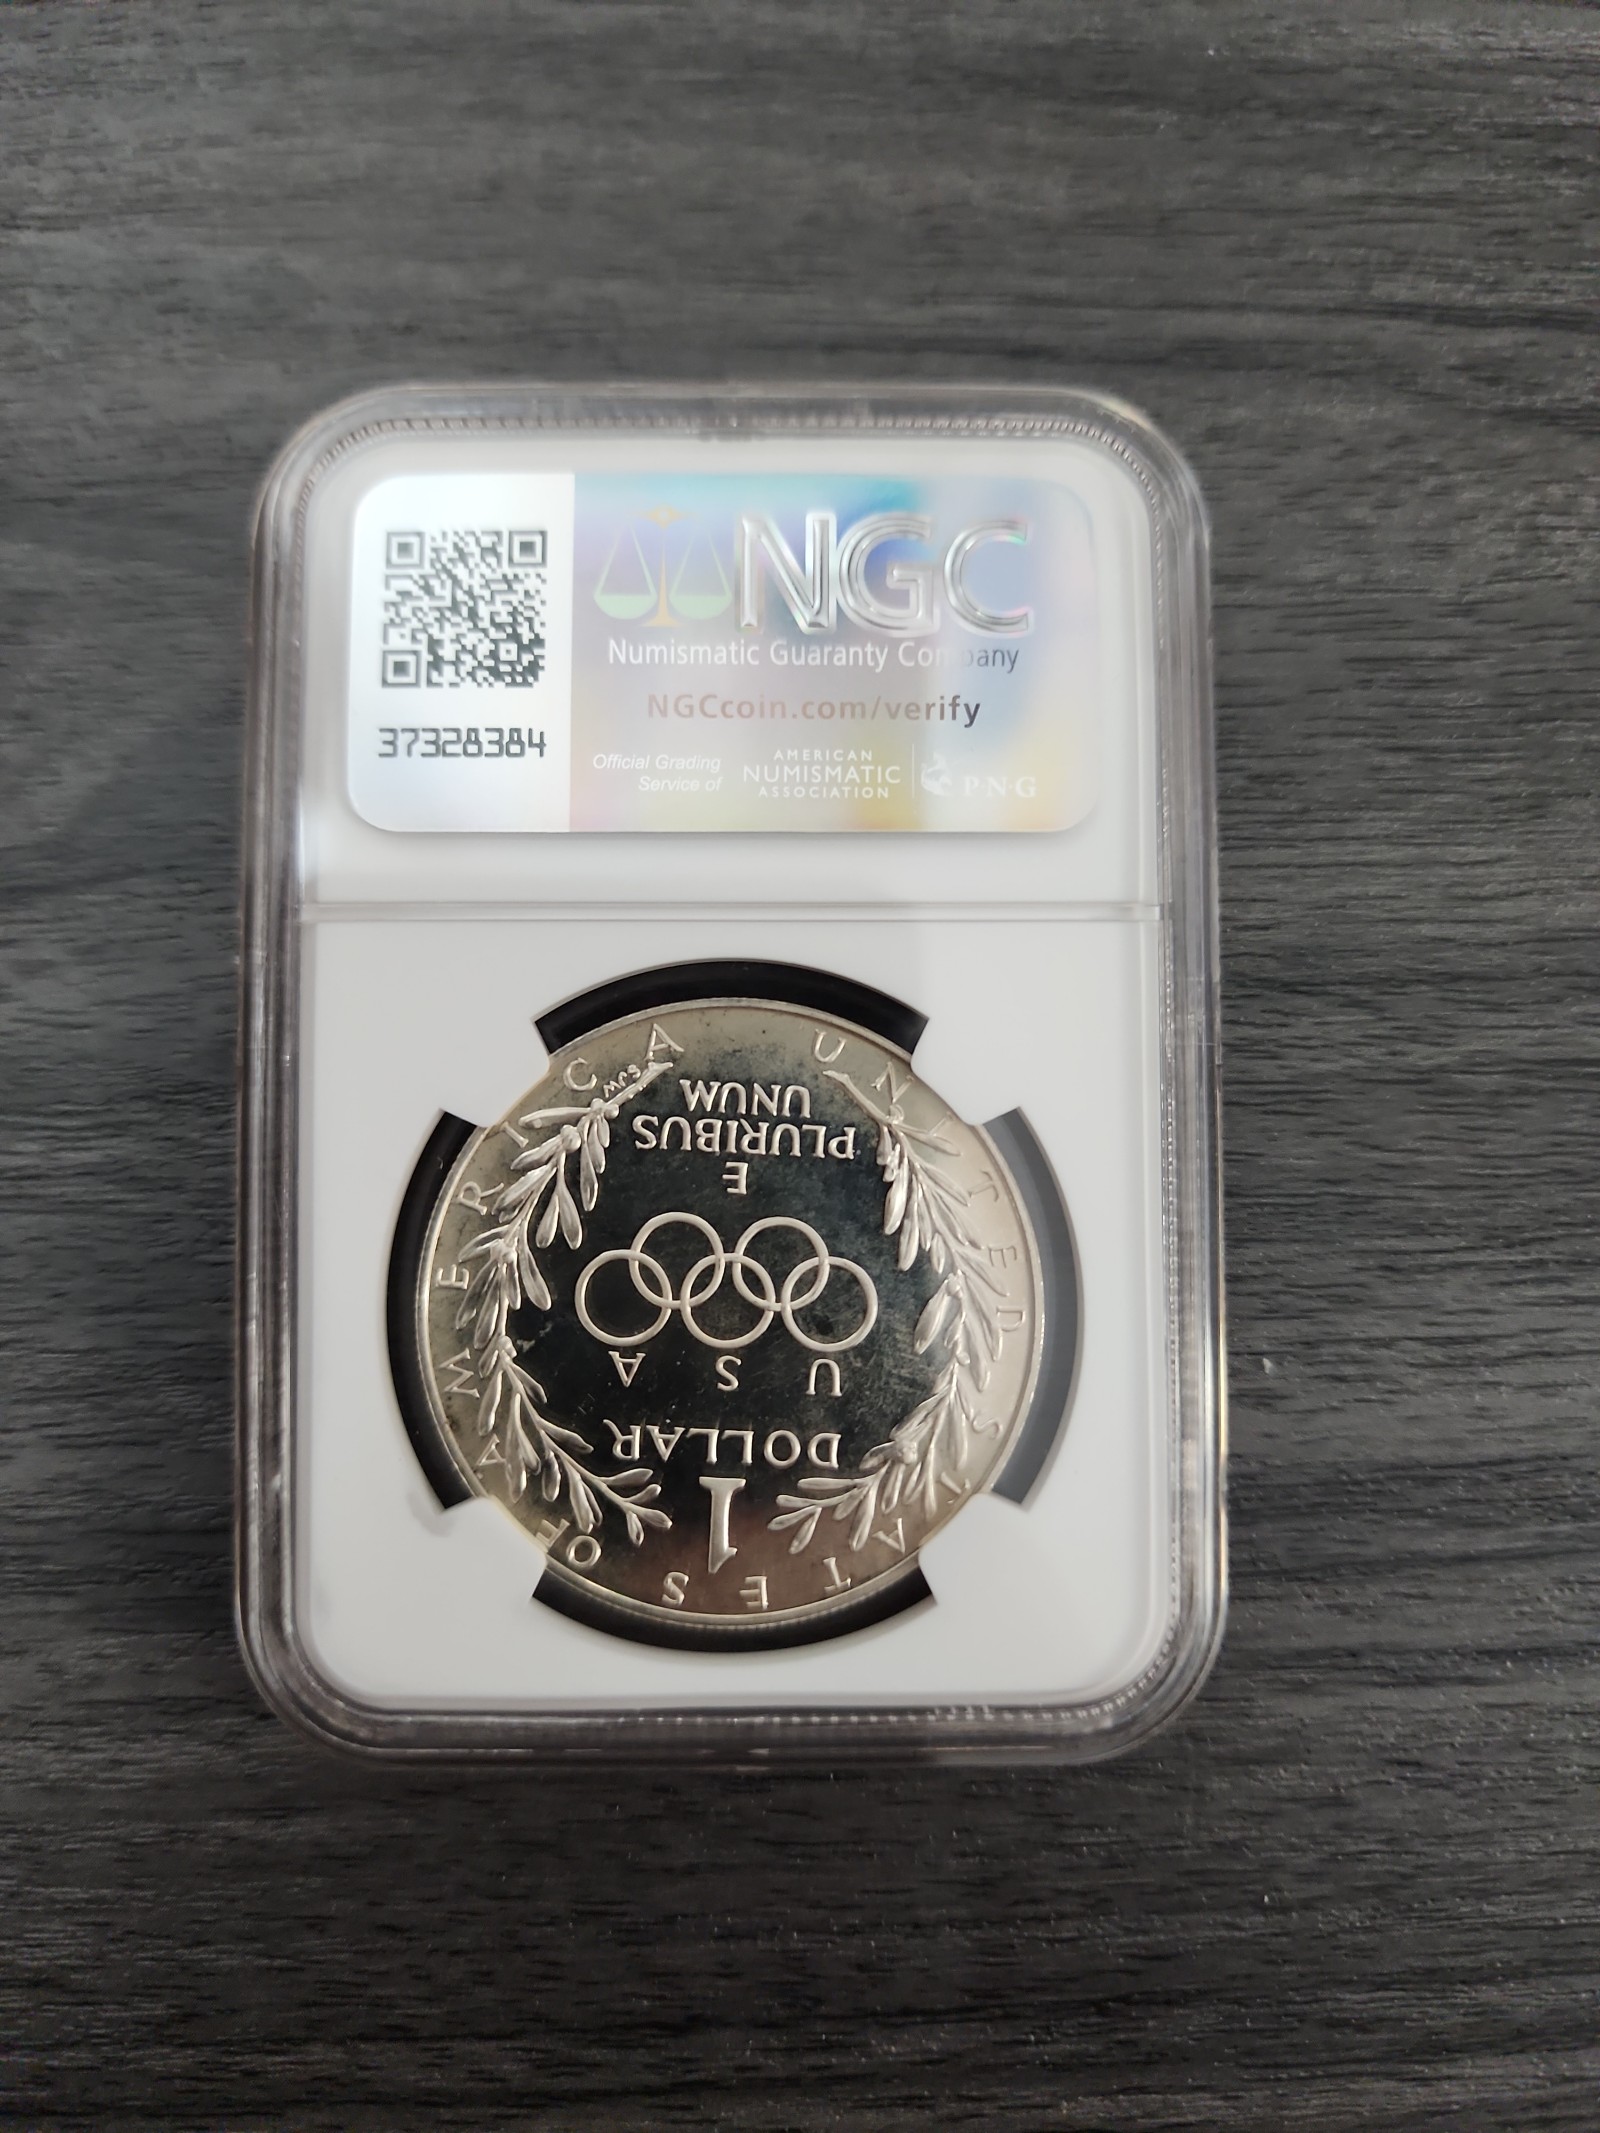 NGC
Numismatic Guaranty Company
NGCcoin.com/verify
37328384
Official Grading
Service of
AMERICAN
NUMISMATIC
ASSOCIATION
P·N·G
UNITED STATES OF AMERICA
mps
1
DOLLAR
U S A
E
PLURIBUS
UNUM